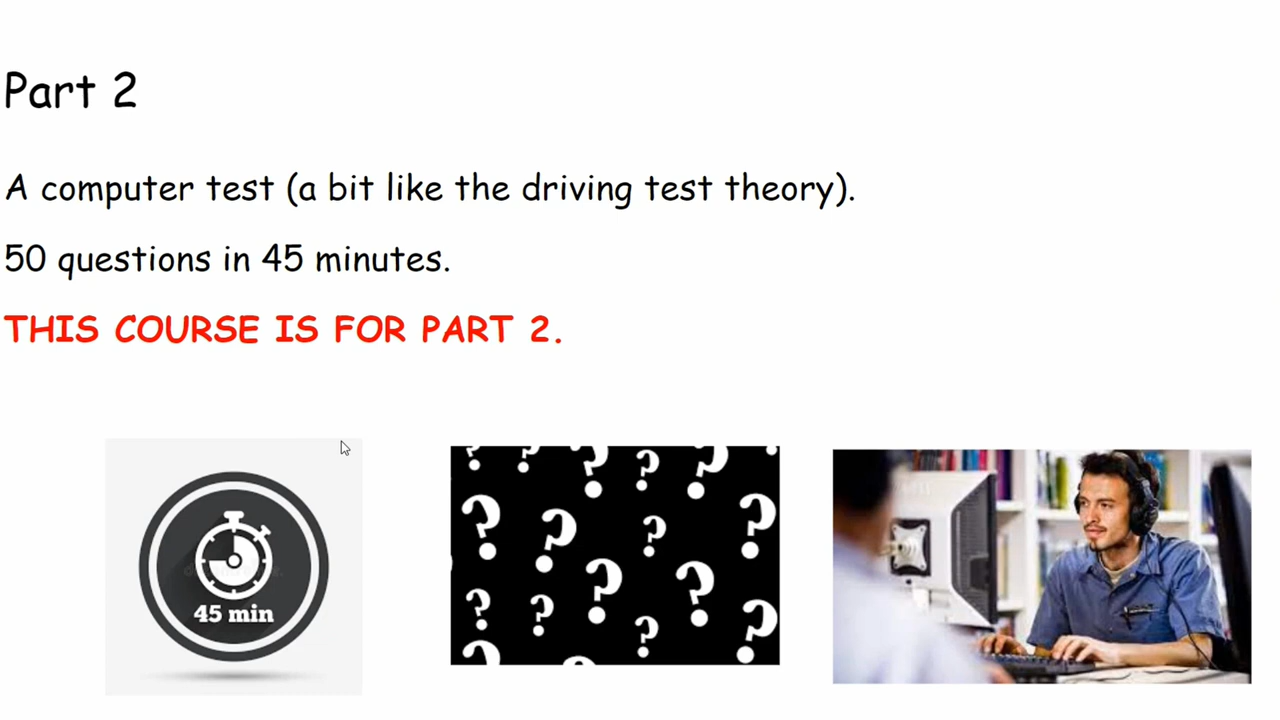 Part 2
A computer test (a bit like the driving test theory).
50 questions in 45 minutes.
THIS COURSE IS FOR PART 2.
45 min